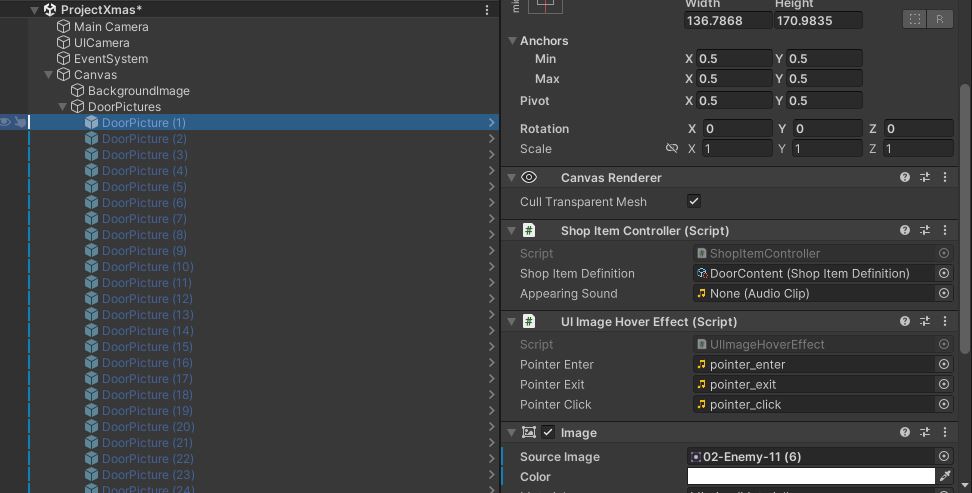 ProjectXmas*
Main Camera
UICamera
EventSystem
Canvas
BackgroundImage
DoorPictures
DoorPicture (1)
DoorPicture (2)
DoorPicture (3)
DoorPicture (4)
DoorPicture (5)
DoorPicture (6)
DoorPicture (7)
DoorPicture (8)
DoorPicture (9)
DoorPicture (10)
DoorPicture (11)
DoorPicture (12)
DoorPicture (13)
DoorPicture (14)
DoorPicture (15)
DoorPicture (16)
DoorPicture (17)
DoorPicture (18)
DoorPicture (19)
DoorPicture (20)
DoorPicture (21)
DoorPicture (22)
DoorPicture (23)
DoorPicture (24)
Width Height
136.7868 170.9835 R
Anchors
Min X 0.5 Y 0.5
Max X 0.5 Y 0.5
Pivot X 0.5 Y 0.5
Rotation X 0 Y 0 Z 0
Scale X 1 Y 1 Z 1
Canvas Renderer
Cull Transparent Mesh
# Shop Item Controller (Script)
Script ShopItemController
Shop Item Definition DoorContent (Shop Item Definition)
Appearing Sound None (Audio Clip)
# UI Image Hover Effect (Script)
Script UIImageHoverEffect
Pointer Enter pointer_enter
Pointer Exit pointer_exit
Pointer Click pointer_click
Image
Source Image 02-Enemy-11 (6)
Color